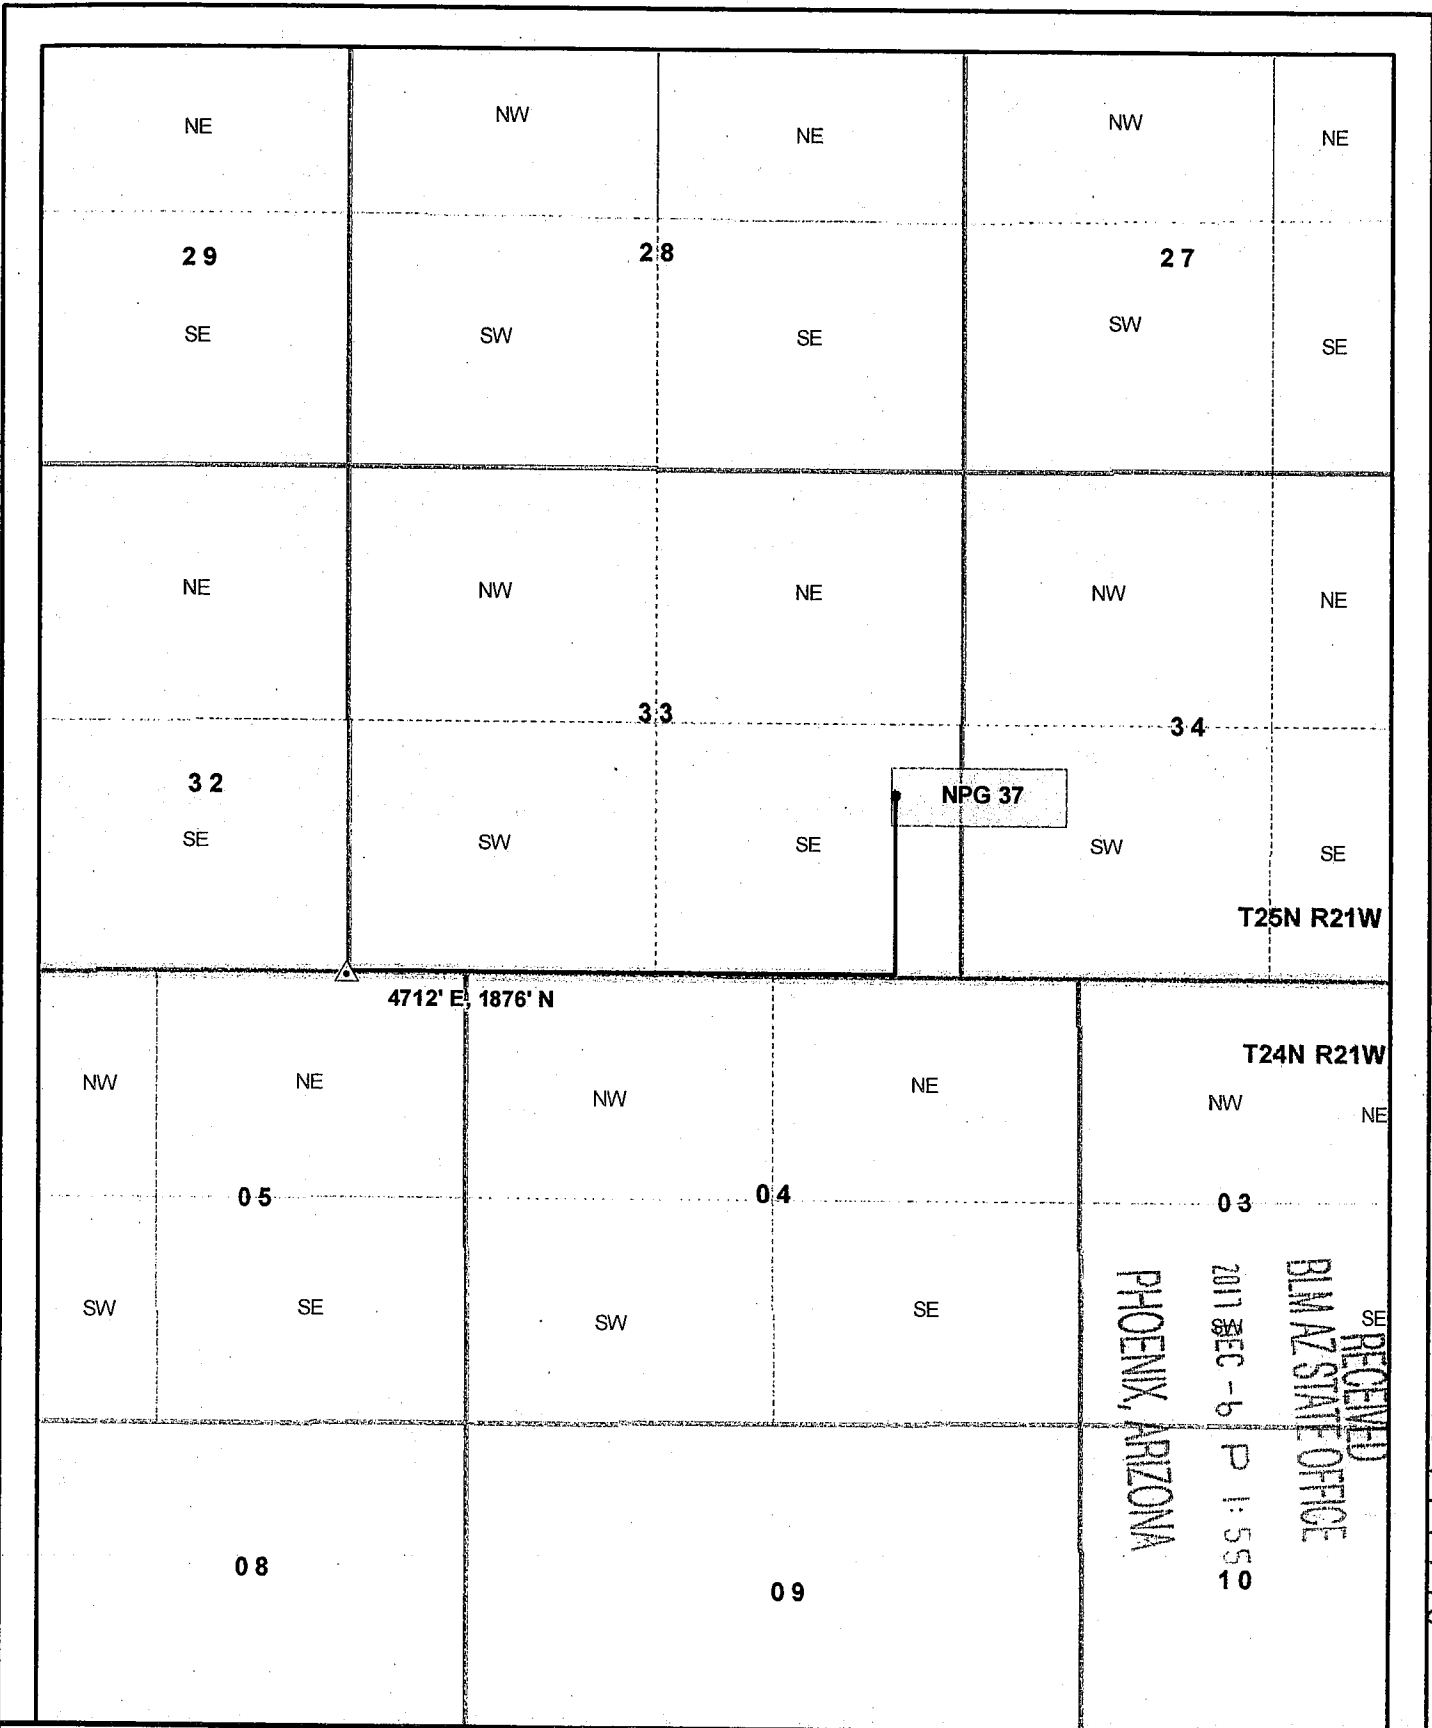 NE NW NE NW NE
29 28 27
SE SW SE SW SE
NE NW NE NW NE
33 34
32
NPG 37
SE SW SE SW SE
T25N R21W
4712' E, 1876' N
T24N R21W
NW NE NW NE NW NE
05 04 03
SW SE SW SE SW SE
RECEIVED
BLM AZ STATE OFFICE
2017 DEC -6 P 1:55
PHOENIX, ARIZONA
08 09 10